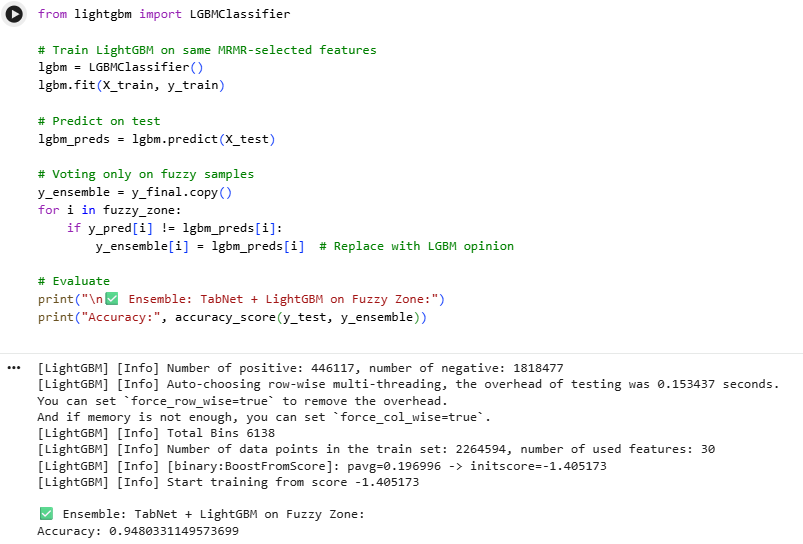 from lightgbm import LGBMClassifier
# Train LightGBM on same MRMR-selected features
lgbm = LGBMClassifier()
lgbm.fit(X_train, y_train)
# Predict on test
lgbm_preds = lgbm.predict(X_test)
# Voting only on fuzzy samples
y_ensemble = y_final.copy()
for i in fuzzy_zone:
    if y_pred[i] != lgbm_preds[i]:
        y_ensemble[i] = lgbm_preds[i]  # Replace with LGBM opinion
# Evaluate
print("\n✅ Ensemble: TabNet + LightGBM on Fuzzy Zone:")
print("Accuracy:", accuracy_score(y_test, y_ensemble))
[LightGBM] [Info] Number of positive: 446117, number of negative: 1818477
[LightGBM] [Info] Auto-choosing row-wise multi-threading, the overhead of testing was 0.153437 seconds.
You can set `force_row_wise=true` to remove the overhead.
And if memory is not enough, you can set `force_col_wise=true`.
[LightGBM] [Info] Total Bins 6138
[LightGBM] [Info] Number of data points in the train set: 2264594, number of used features: 30
[LightGBM] [Info] [binary:BoostFromScore]: pavg=0.196996 -> initscore=-1.405173
[LightGBM] [Info] Start training from score -1.405173
✅ Ensemble: TabNet + LightGBM on Fuzzy Zone:
Accuracy: 0.9480331149573699